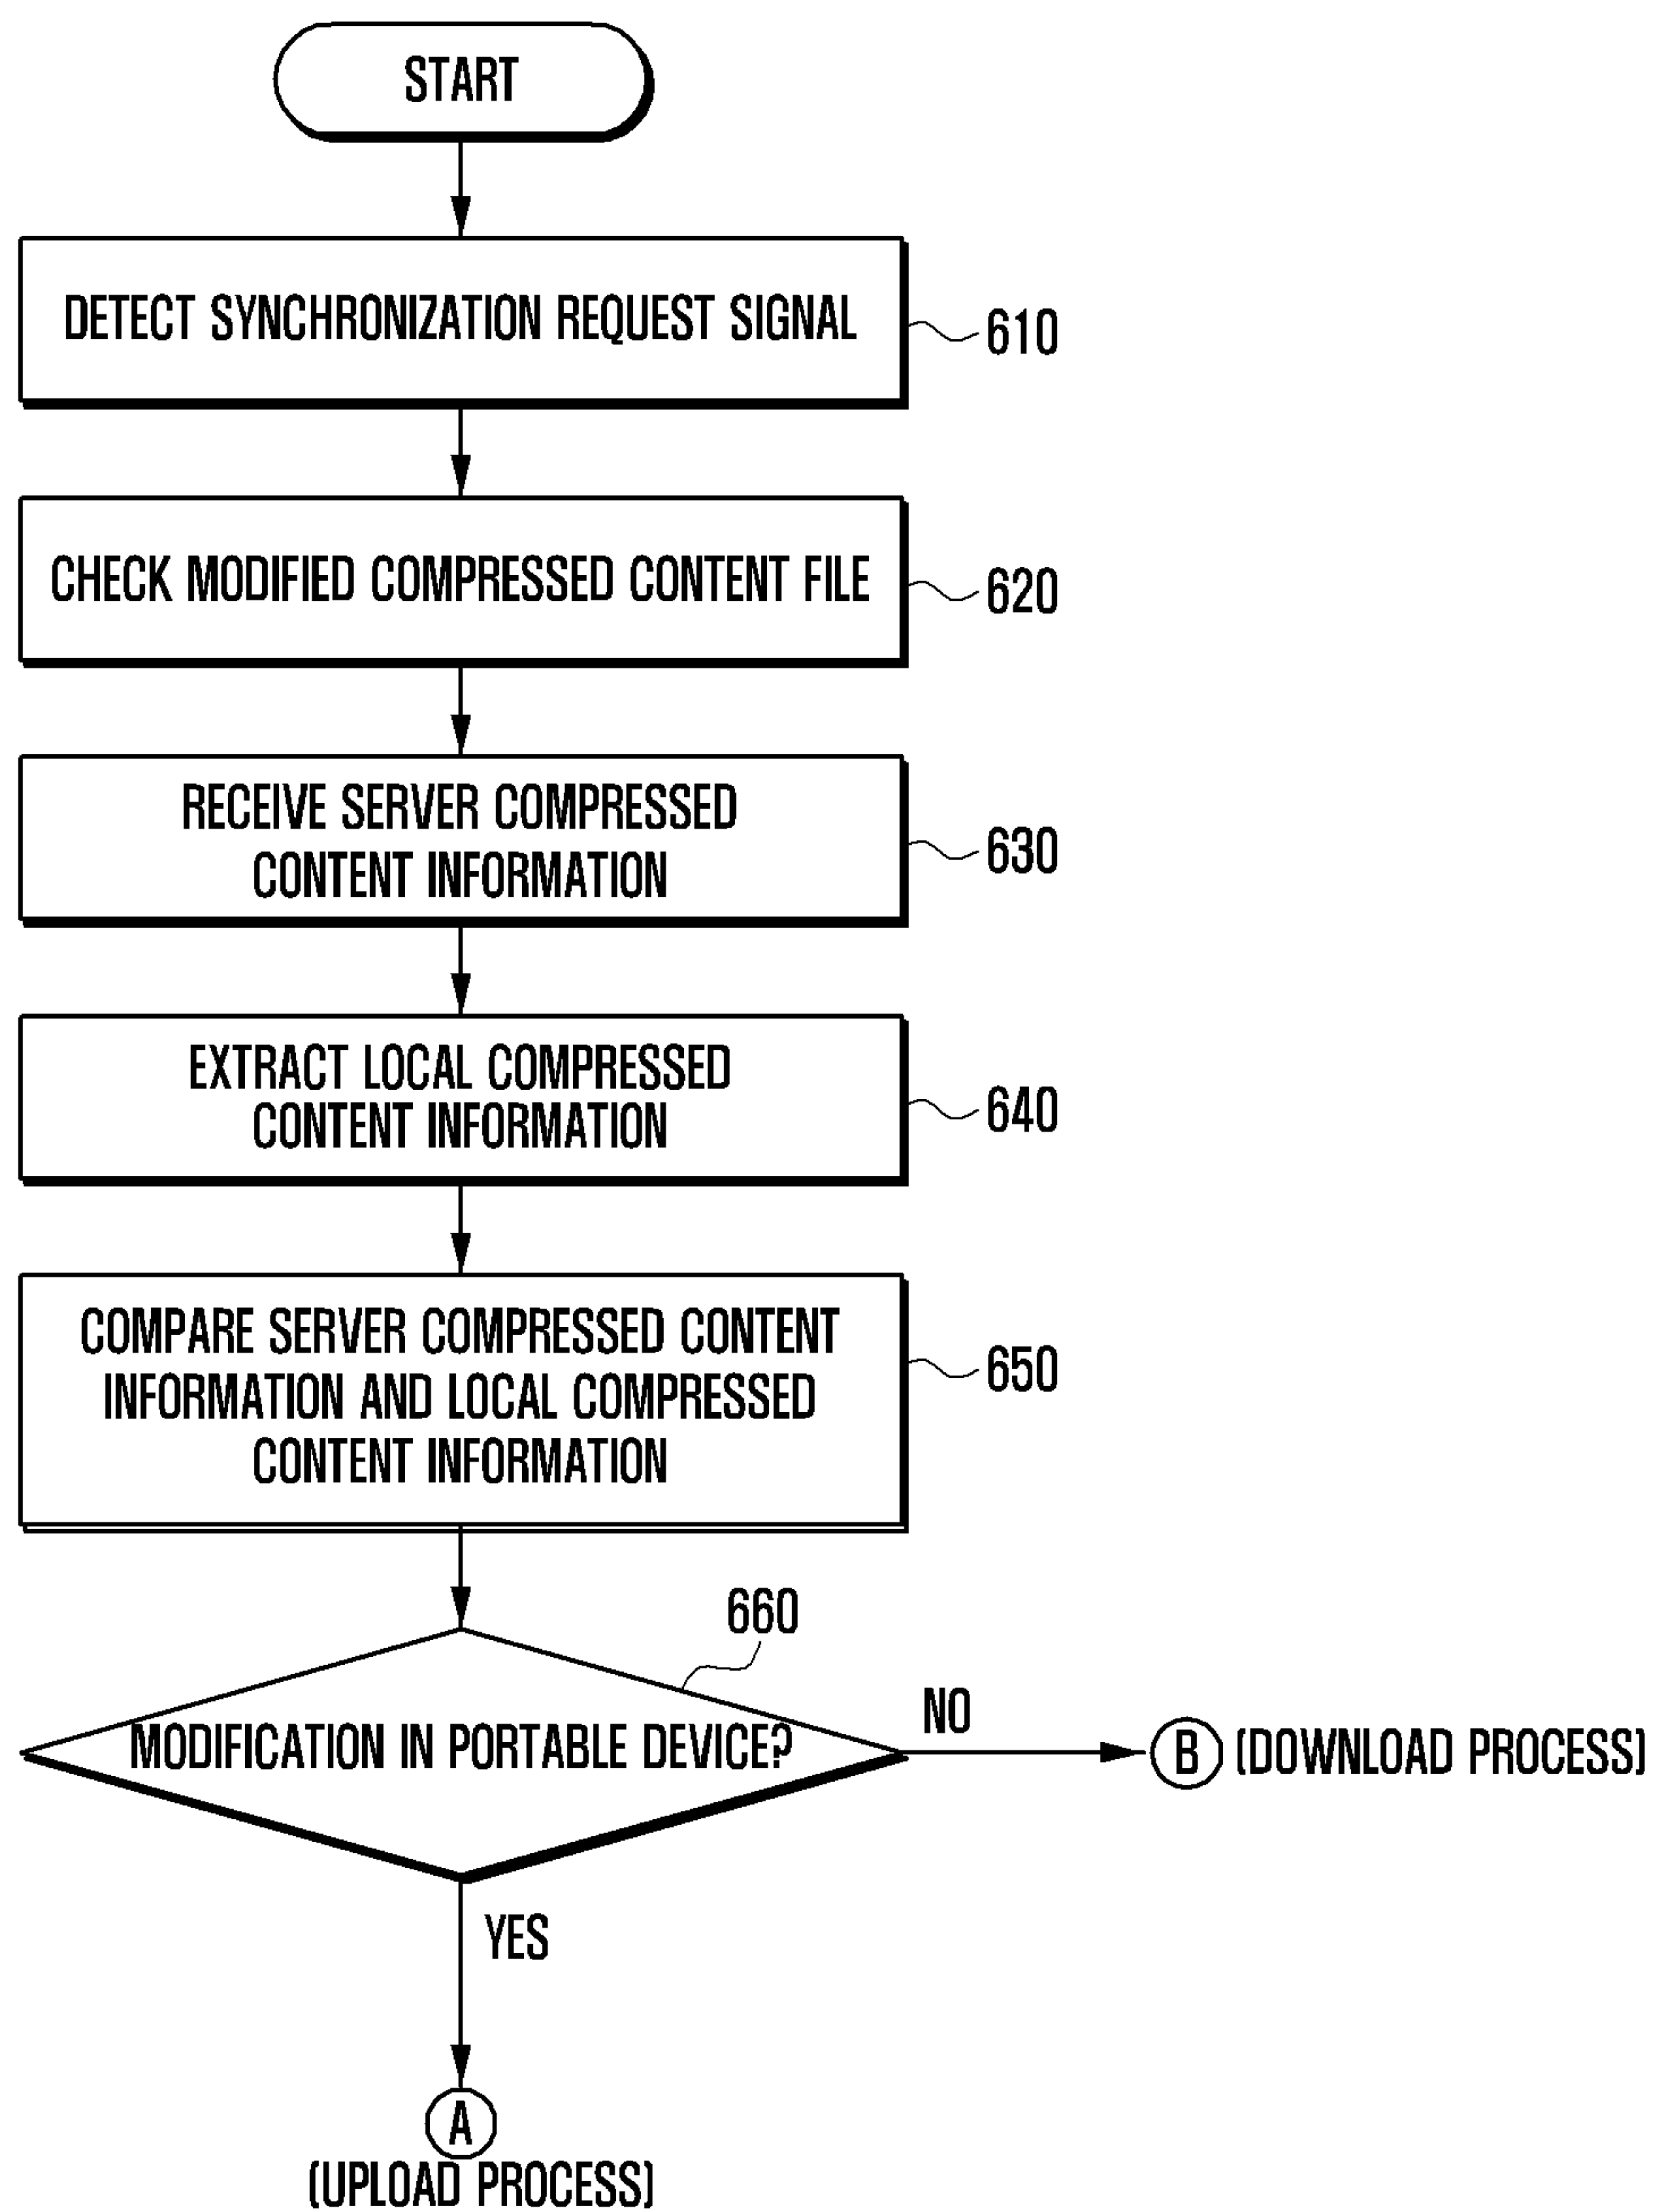 START
DETECT SYNCHRONIZATION REQUEST SIGNAL
610
CHECK MODIFIED COMPRESSED CONTENT FILE
620
RECEIVE SERVER COMPRESSED
CONTENT INFORMATION
630
EXTRACT LOCAL COMPRESSED
CONTENT INFORMATION
640
COMPARE SERVER COMPRESSED CONTENT
INFORMATION AND LOCAL COMPRESSED
CONTENT INFORMATION
650
660
MODIFICATION IN PORTABLE DEVICE?
NO
B (DOWNLOAD PROCESS)
YES
A
(UPLOAD PROCESS)